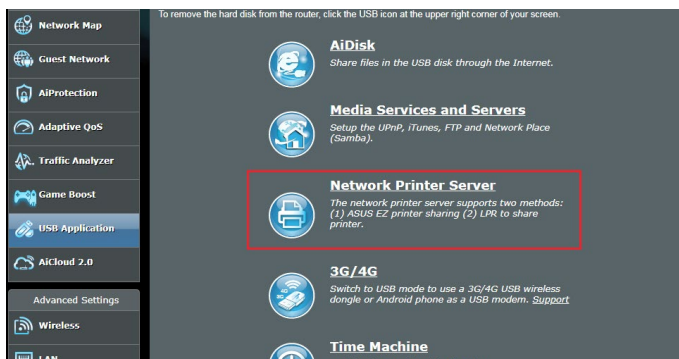 To remove the hard disk from the router, click the USB icon at the upper right corner of your screen.
Network Map
Guest Network
AiProtection
Adaptive QoS
Traffic Analyzer
Game Boost
USB Application
AiCloud 2.0
Advanced Settings
Wireless
LAN
AiDisk
Share files in the USB disk through the Internet.
Media Services and Servers
Setup the UPnP, iTunes, FTP and Network Place
(Samba).
Network Printer Server
The network printer server supports two methods:
(1) ASUS EZ printer sharing (2) LPR to share
printer.
3G/4G
4G 3G
Switch to USB mode to use a 3G/4G USB wireless
dongle or Android phone as a USB modem. Support
Time Machine